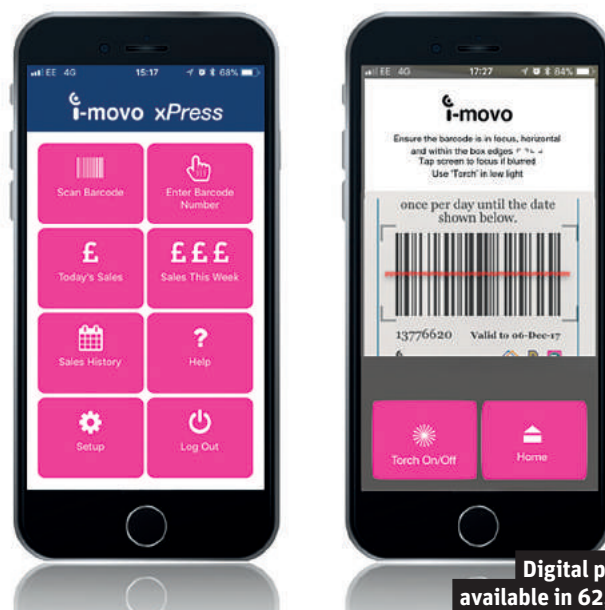 EE 4G 15:17 68%
i-movo xPress
Scan Barcode
Enter Barcode
Number
£
Today's Sales
£ £ £
Sales This Week
Sales History
?
Help
Setup
Log Out
EE 4G 17:27 84%
i-movo
Ensure the barcode is in focus, horizontal
and within the box edges
Tap screen to focus if blurred
Use 'Torch' in low light
once per day until the date
shown below.
13776620 Valid to 06-Dec-17
Torch On/Off
Home
Digital p
available in 62